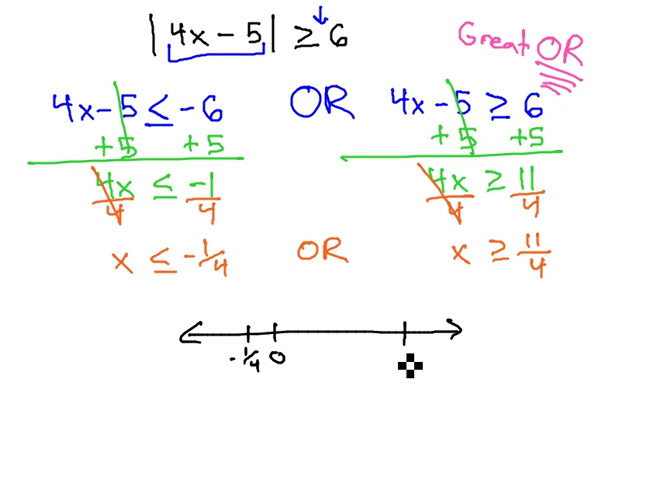 |4x - 5| ≥ 6
Great OR
4x - 5 ≤ -6 OR 4x - 5 ≥ 6
+5 +5 +5 +5
4x ≤ -1 4x ≥ 11
4 4 4 4
x ≤ -1/4 OR x ≥ 11/4
-1/4 0